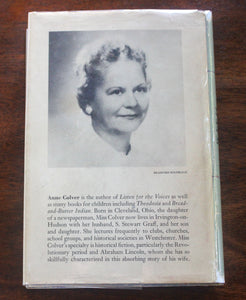 Anne Colver is the author of Listen for the Voices as well
as many books for children including Theodosia and Bread-
and-Butter Indian. Born in Cleveland, Ohio, the daughter
of a newspaperman, Miss Colver now lives in Irvington-on-
Hudson with her husband, S. Stewart Graff, and her son
and daughter. She lectures frequently to clubs, churches,
school groups, and historical societies in Westchester. Miss
Colver's specialty is historical fiction, particularly the Revo-
lutionary period and Abraham Lincoln, whom she has so
skillfully characterized in this absorbing story of his wife.